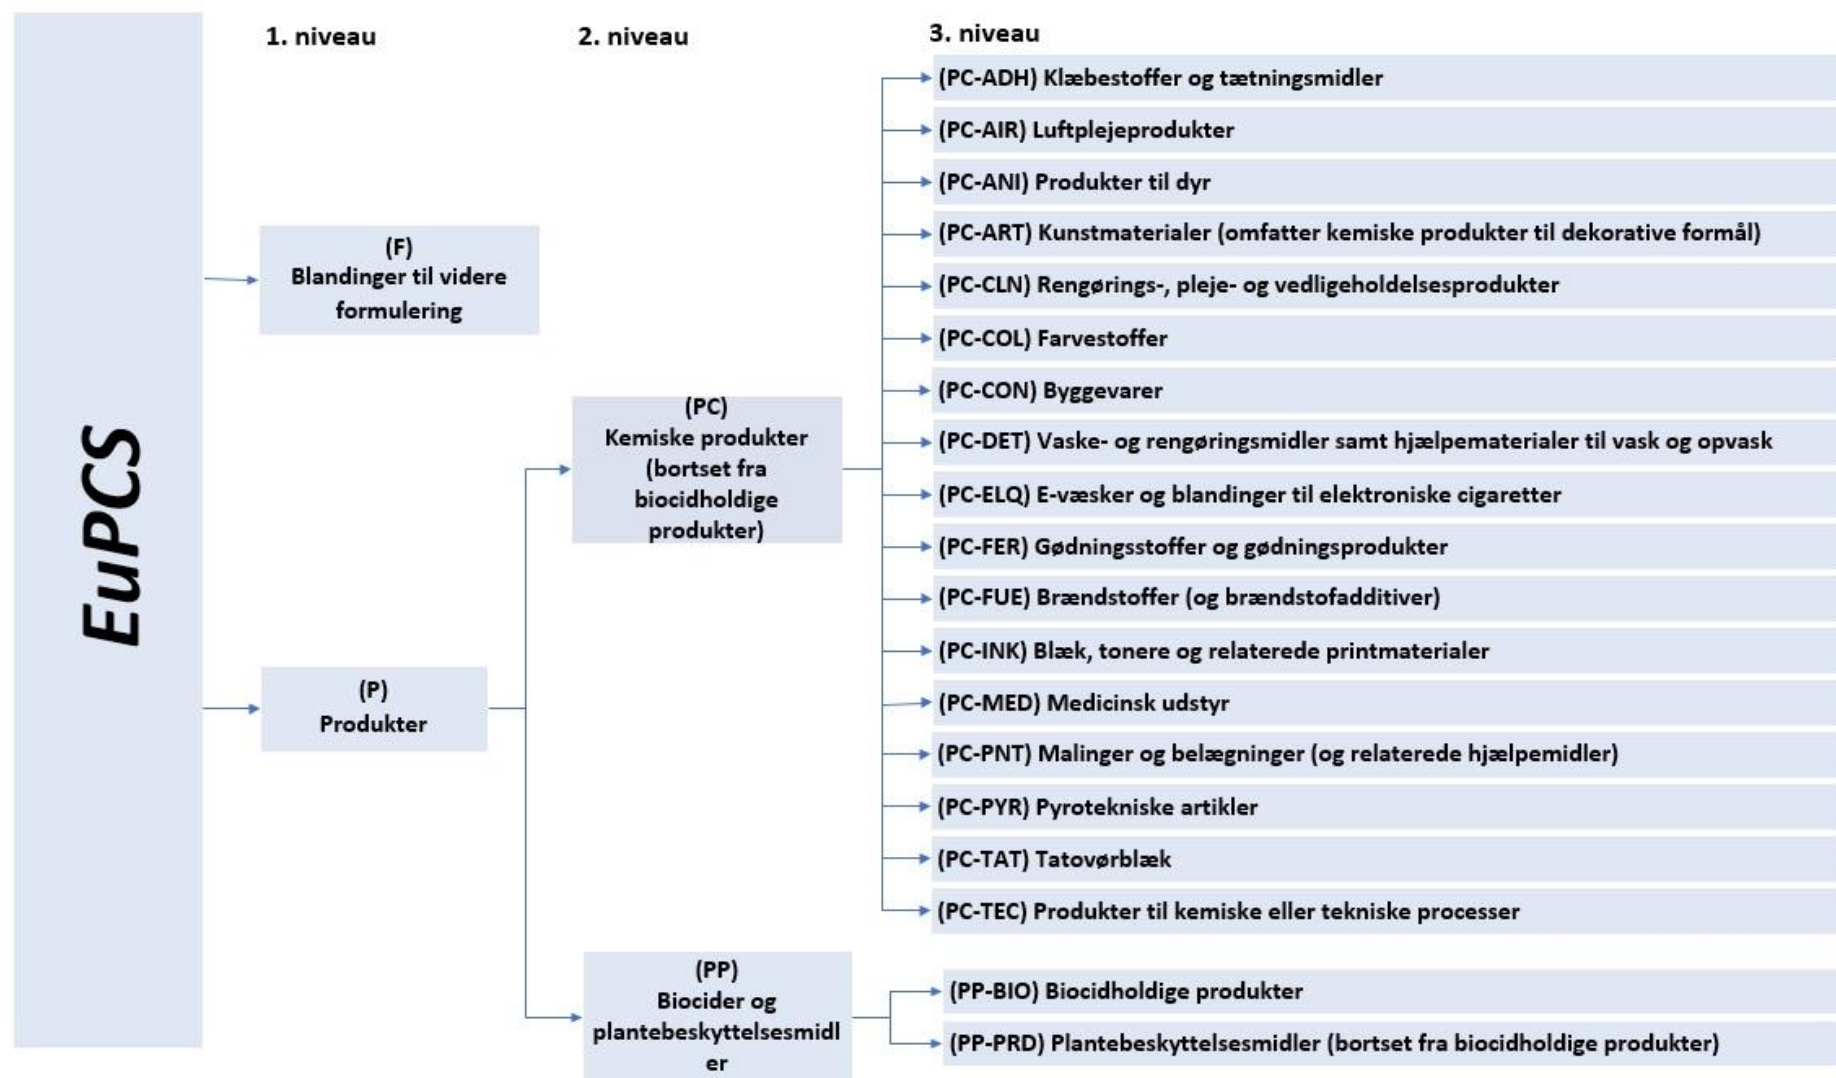 EuPCS
1. niveau
2. niveau
3. niveau
(F)
Blandinger til videre
formulering
(P)
Produkter
(PC)
Kemiske produkter
(bortset fra
biocidholdige
produkter)
(PP)
Biocider og
plantebeskyttelsesmidl
er
(PC-ADH) Klæbestoffer og tætningsmidler
(PC-AIR) Luftplejeprodukter
(PC-ANI) Produkter til dyr
(PC-ART) Kunstmaterialer (omfatter kemiske produkter til dekorative formål)
(PC-CLN) Rengørings-, pleje- og vedligeholdelsesprodukter
(PC-COL) Farvestoffer
(PC-CON) Byggevarer
(PC-DET) Vaske- og rengøringsmidler samt hjælpematerialer til vask og opvask
(PC-ELQ) E-væsker og blandinger til elektroniske cigaretter
(PC-FER) Gødningsstoffer og gødningsprodukter
(PC-FUE) Brændstoffer (og brændstofadditiver)
(PC-INK) Blæk, tonere og relaterede printmaterialer
(PC-MED) Medicinsk udstyr
(PC-PNT) Malinger og belægninger (og relaterede hjælpemidler)
(PC-PYR) Pyrotekniske artikler
(PC-TAT) Tatovørblæk
(PC-TEC) Produkter til kemiske eller tekniske processer
(PP-BIO) Biocidholdige produkter
(PP-PRD) Plantebeskyttelsesmidler (bortset fra biocidholdige produkter)